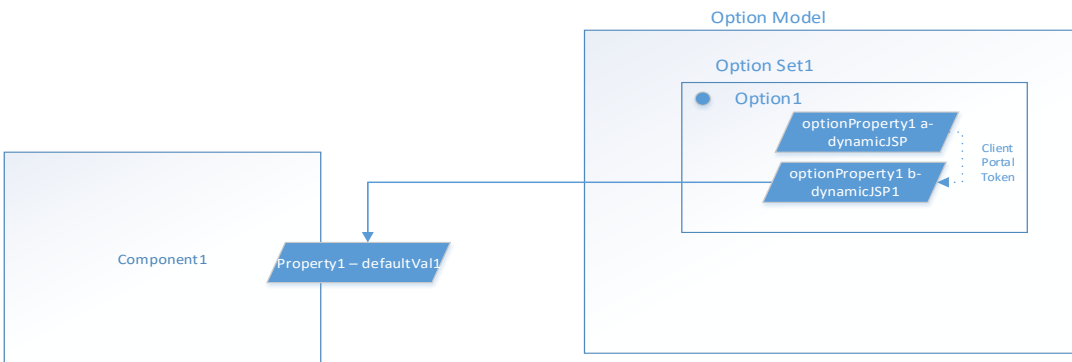 Option Model
Option Set1
Option1
optionProperty1 a-
dynamicJSP
Client
Portal
Token
optionProperty1 b-
dynamicJSP1
Component1
Property1 – defaultVal1